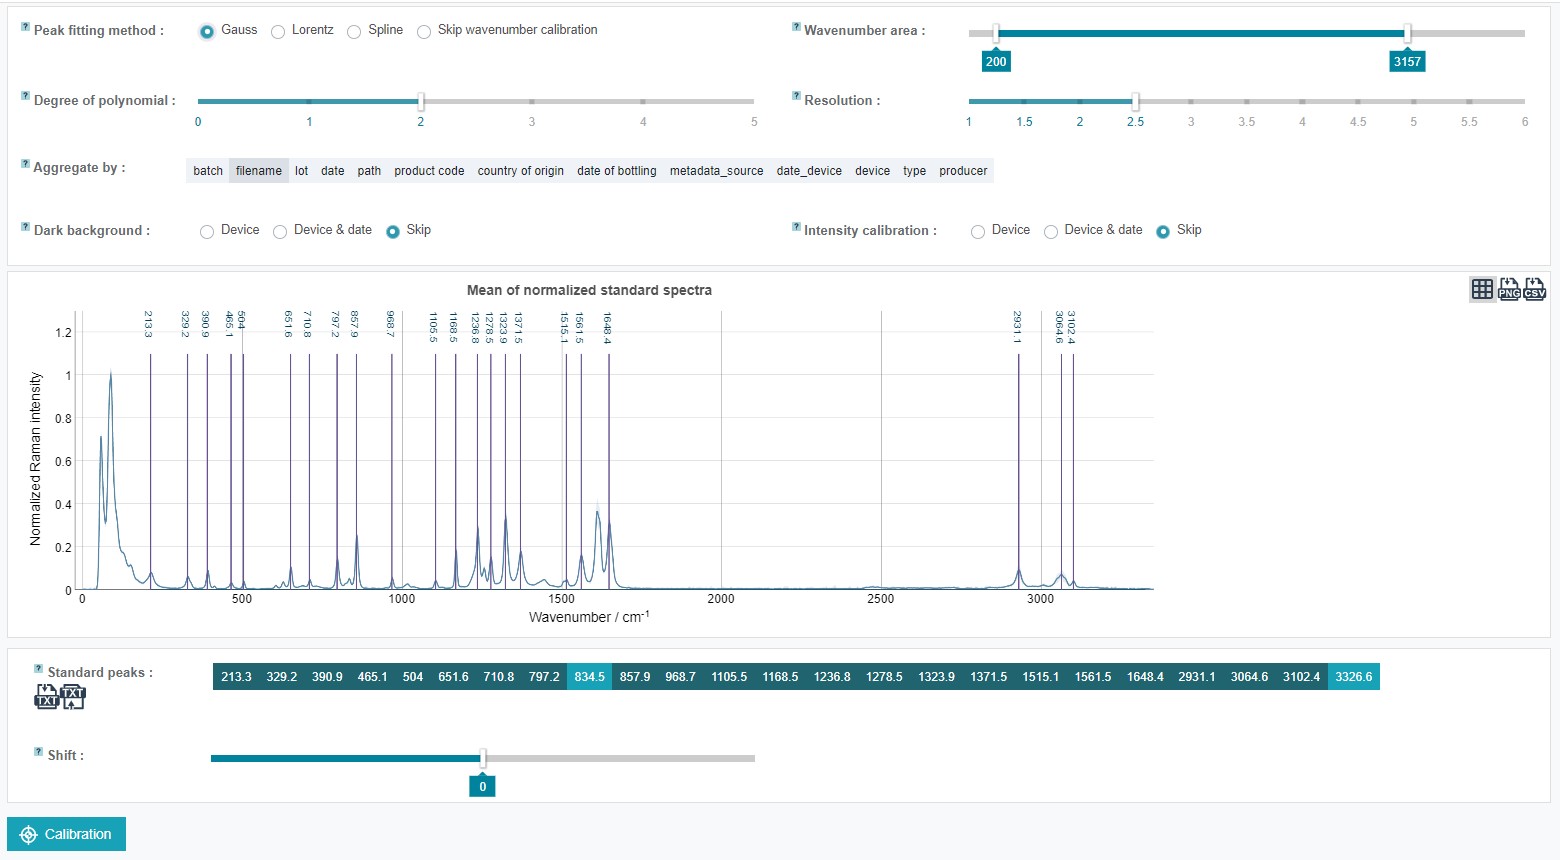 ? Peak fitting method : Gauss Lorentz Spline Skip wavenumber calibration
? Wavenumber area :
200 3157
? Degree of polynomial :
0 1 2 3 4 5
? Resolution :
1 1.5 2 2.5 3 3.5 4 4.5 5 5.5 6
? Aggregate by : batch filename lot date path product code country of origin date of bottling metadata_source date_device device type producer
? Dark background : Device Device & date Skip
? Intensity calibration : Device Device & date Skip
Mean of normalized standard spectra
PNG CSV
213.3 329.2 390.9 465.1 504 651.6 710.8 797.2 857.9 968.7 1105.5 1168.5 1236.8 1278.5 1323.9 1371.5 1515.1 1561.5 1648.4 2931.1 3064.6 3102.4
Normalized Raman intensity
1.2
1
0.8
0.6
0.4
0.2
0
0 500 1000 1500 2000 2500 3000
Wavenumber / cm⁻¹
? Standard peaks : 213.3 329.2 390.9 465.1 504 651.6 710.8 797.2 834.5 857.9 968.7 1105.5 1168.5 1236.8 1278.5 1323.9 1371.5 1515.1 1561.5 1648.4 2931.1 3064.6 3102.4 3326.6
TXT TXT
? Shift :
0
Calibration